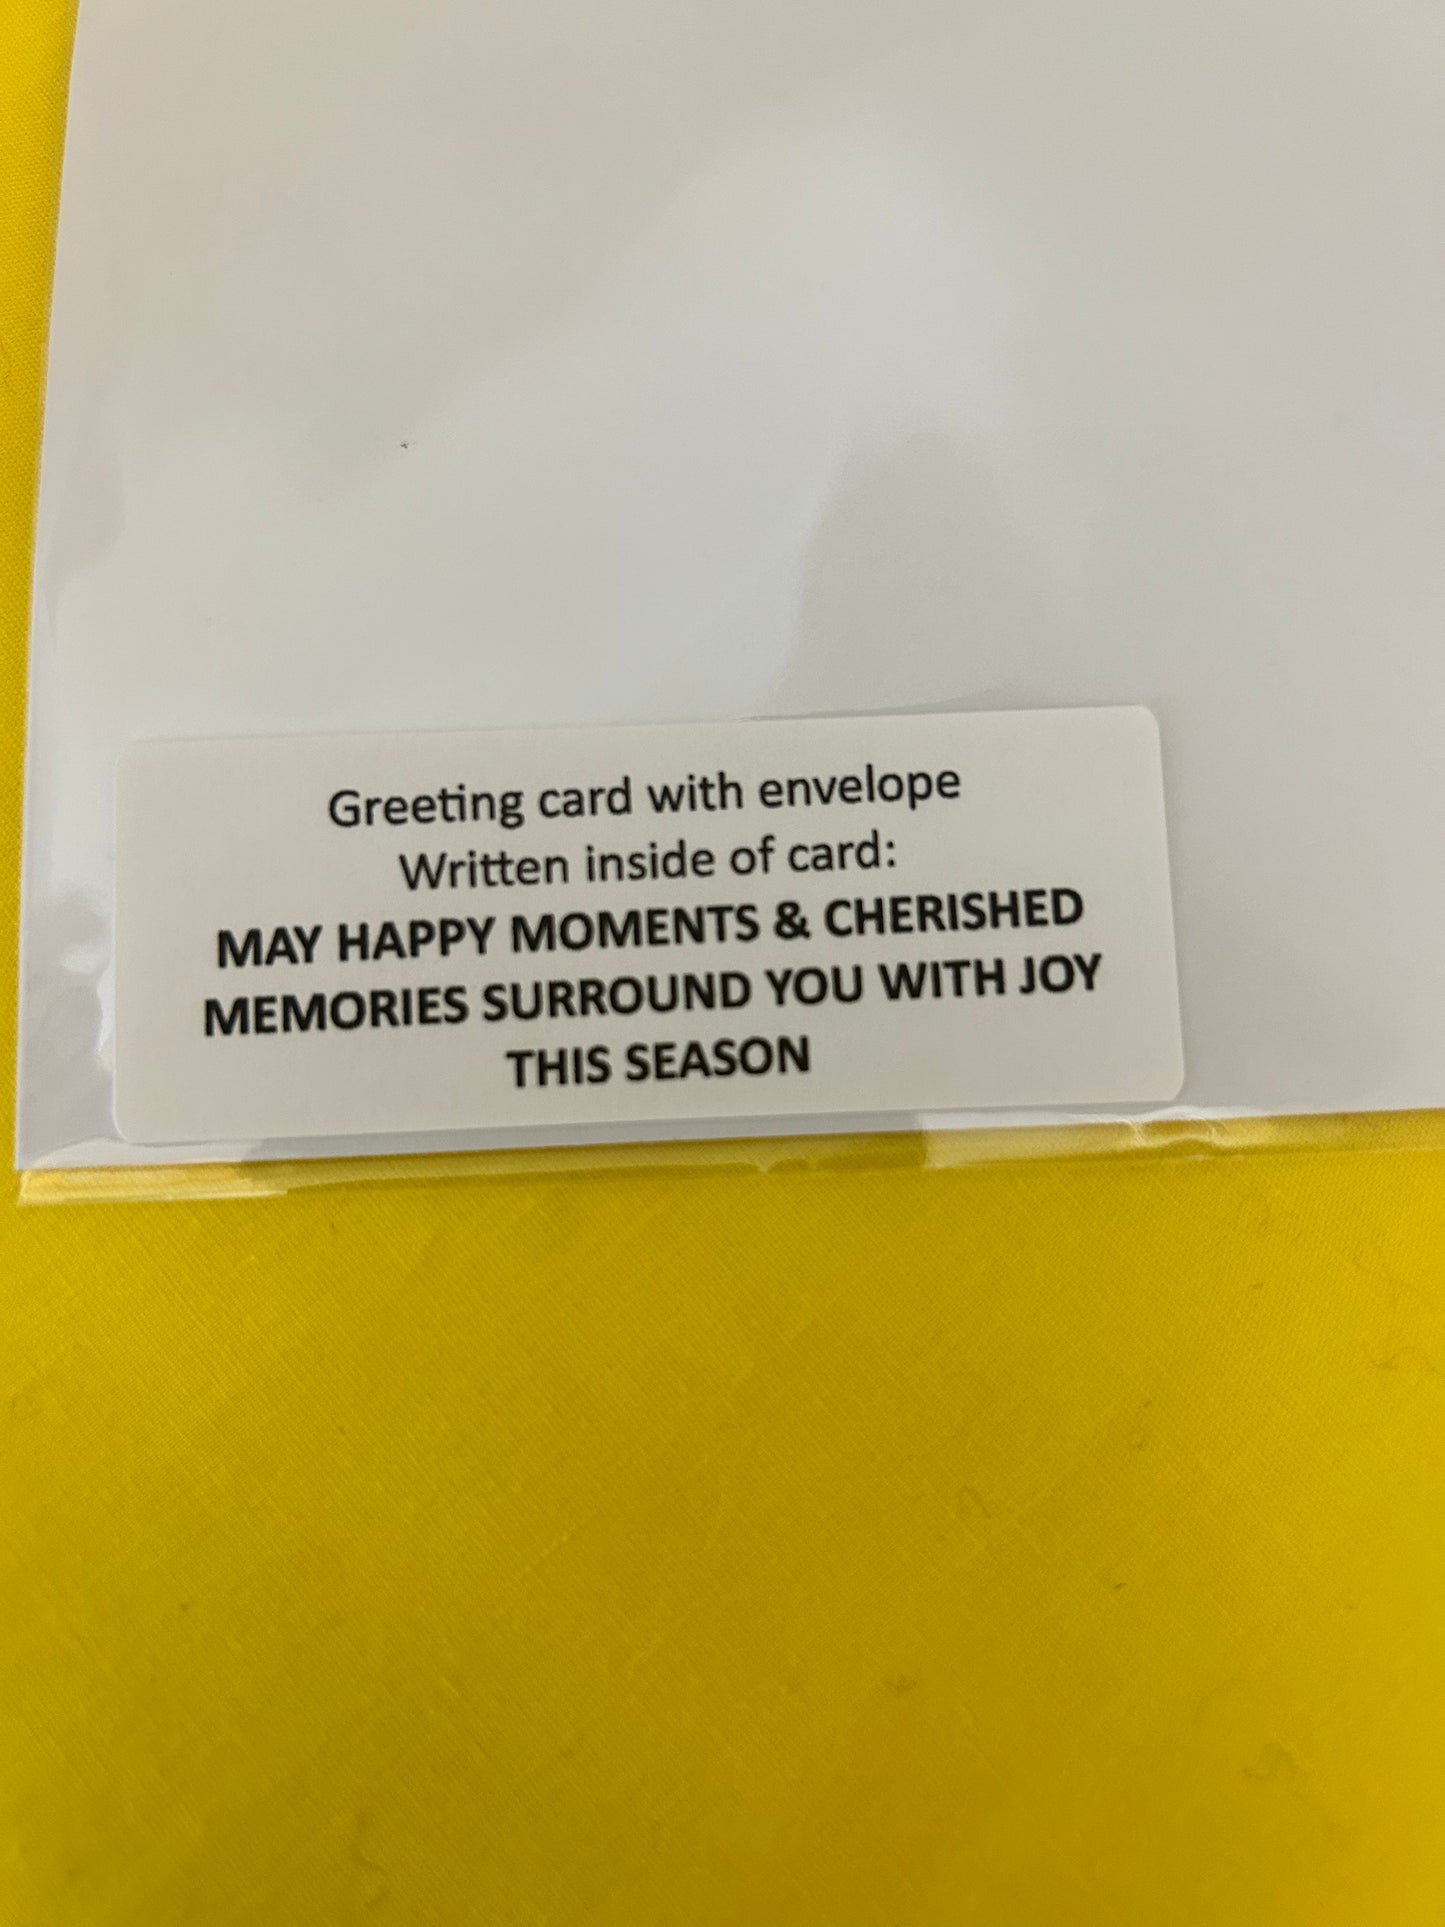 Greeting card with envelope
Written inside of card:
MAY HAPPY MOMENTS & CHERISHED
MEMORIES SURROUND YOU WITH JOY
THIS SEASON